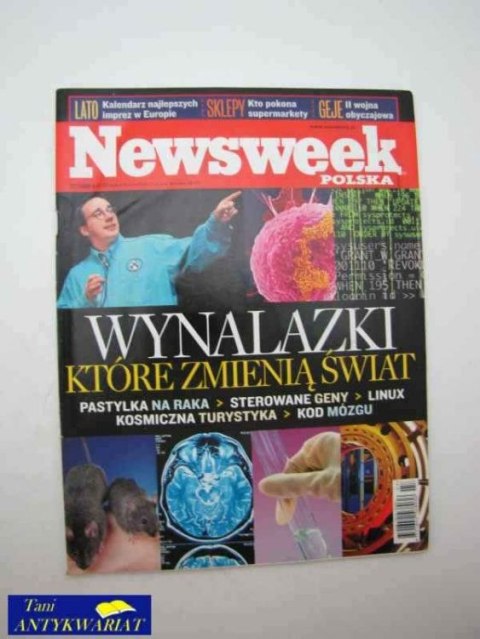 LATO Kalendarz najlepszych imprez w Europie
SKLEPY Kto pokona supermarkety
GEJE II wojna obyczajowa
Newsweek
POLSKA
WYNALAZKI
KTÓRE ZMIENIĄ ŚWIAT
PASTYLKA NA RAKA > STEROWANE GENY > LINUX
KOSMICZNA TURYSTYKA > KOD MÓZGU
Tani
ANTYKWARIAT